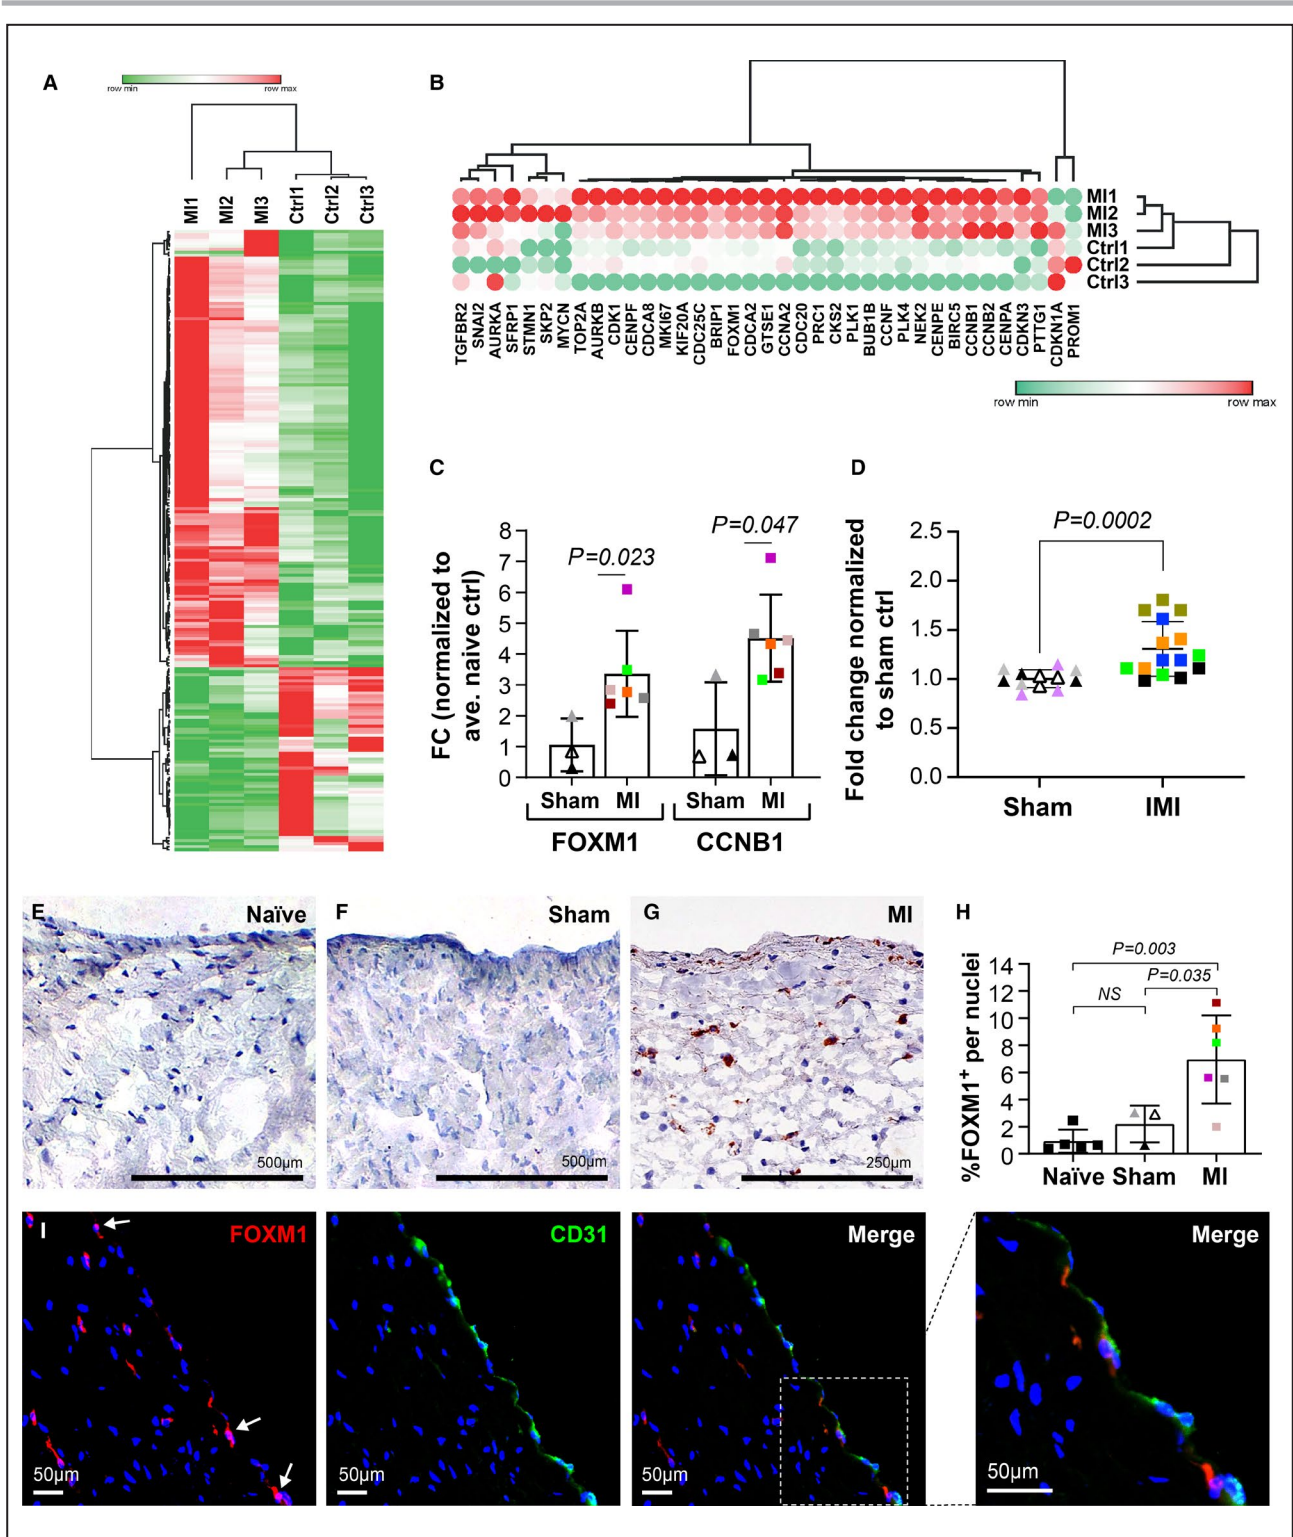 A
row min
row max
MI1
MI2
MI3
Ctrl1
Ctrl2
Ctrl3
B
MI1
MI2
MI3
Ctrl1
Ctrl2
Ctrl3
TGFBR2
SNAI2
AURKA
SFRP1
STMN1
SKP2
MYCN
TOP2A
AURKB
CDK1
CENPF
CDCA8
MKI67
KIF20A
CDC25C
BRIP1
FOXM1
CDCA2
GTSE1
CCNA2
CDC20
PRC1
CKS2
PLK1
BUB1B
CCNF
PLK4
NEK2
CENPE
BIRC5
CCNB1
CCNB2
CENPA
CDKN3
PTTG1
CDKN1A
PROM1
row min
row max
C
FC (normalized to
ave. naive ctrl)
8
7
6
5
4
3
2
1
0
P=0.023
P=0.047
Sham MI Sham MI
FOXM1 CCNB1
D
Fold change normalized
to sham ctrl
2.5
2.0
1.5
1.0
0.5
0.0
P=0.0002
Sham IMI
E
Naïve
500µm
F
Sham
500µm
G
MI
250µm
H
%FOXM1+ per nuclei
14
12
10
8
6
4
2
0
P=0.003
P=0.035
NS
Naïve Sham MI
I
FOXM1
50µm
CD31
50µm
Merge
50µm
Merge
50µm